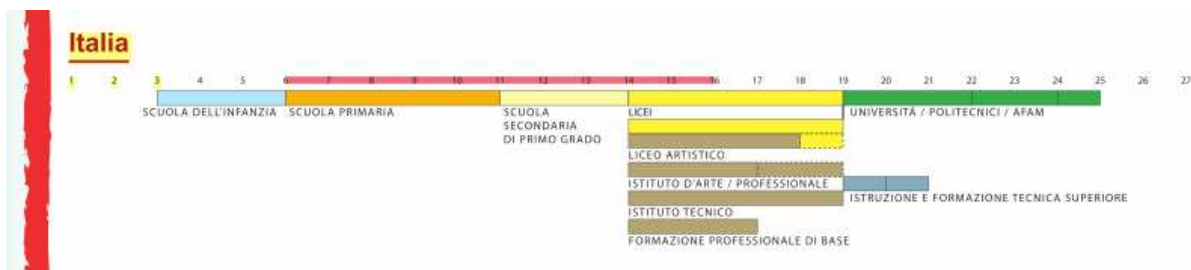 Italia
1 2 3 4 5 6 7 8 9 10 11 12 13 14 15 16 17 18 19 20 21 22 23 24 25 26 27
SCUOLA DELL'INFANZIA SCUOLA PRIMARIA SCUOLA LICEI UNIVERSITÁ / POLITECNICI / AFAM
SECONDARIA
DI PRIMO GRADO
LICEO ARTISTICO
ISTITUTO D'ARTE / PROFESSIONALE
ISTRUZIONE E FORMAZIONE TECNICA SUPERIORE
ISTITUTO TECNICO
FORMAZIONE PROFESSIONALE DI BASE